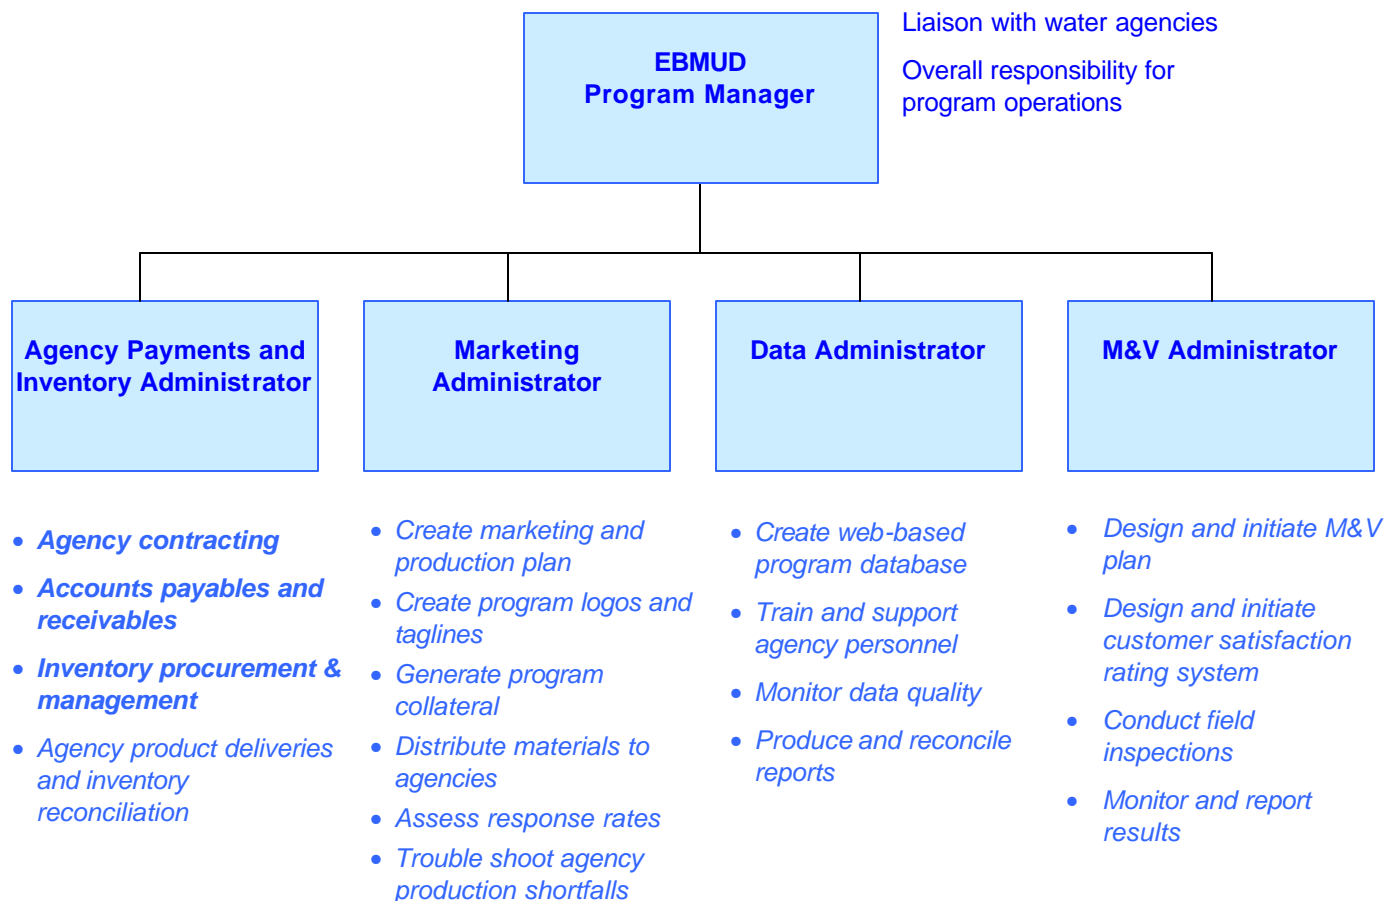 EBMUD
Program Manager
Liaison with water agencies
Overall responsibility for
program operations
Agency Payments and
Inventory Administrator
Marketing
Administrator
Data Administrator
M&V Administrator
• Agency contracting
• Accounts payables and
receivables
• Inventory procurement &
management
• Agency product deliveries
and inventory
reconciliation
• Create marketing and
production plan
• Create program logos and
taglines
• Generate program
collateral
• Distribute materials to
agencies
• Assess response rates
• Trouble shoot agency
production shortfalls
• Create web-based
program database
• Train and support
agency personnel
• Monitor data quality
• Produce and reconcile
reports
• Design and initiate M&V
plan
• Design and initiate
customer satisfaction
rating system
• Conduct field
inspections
• Monitor and report
results